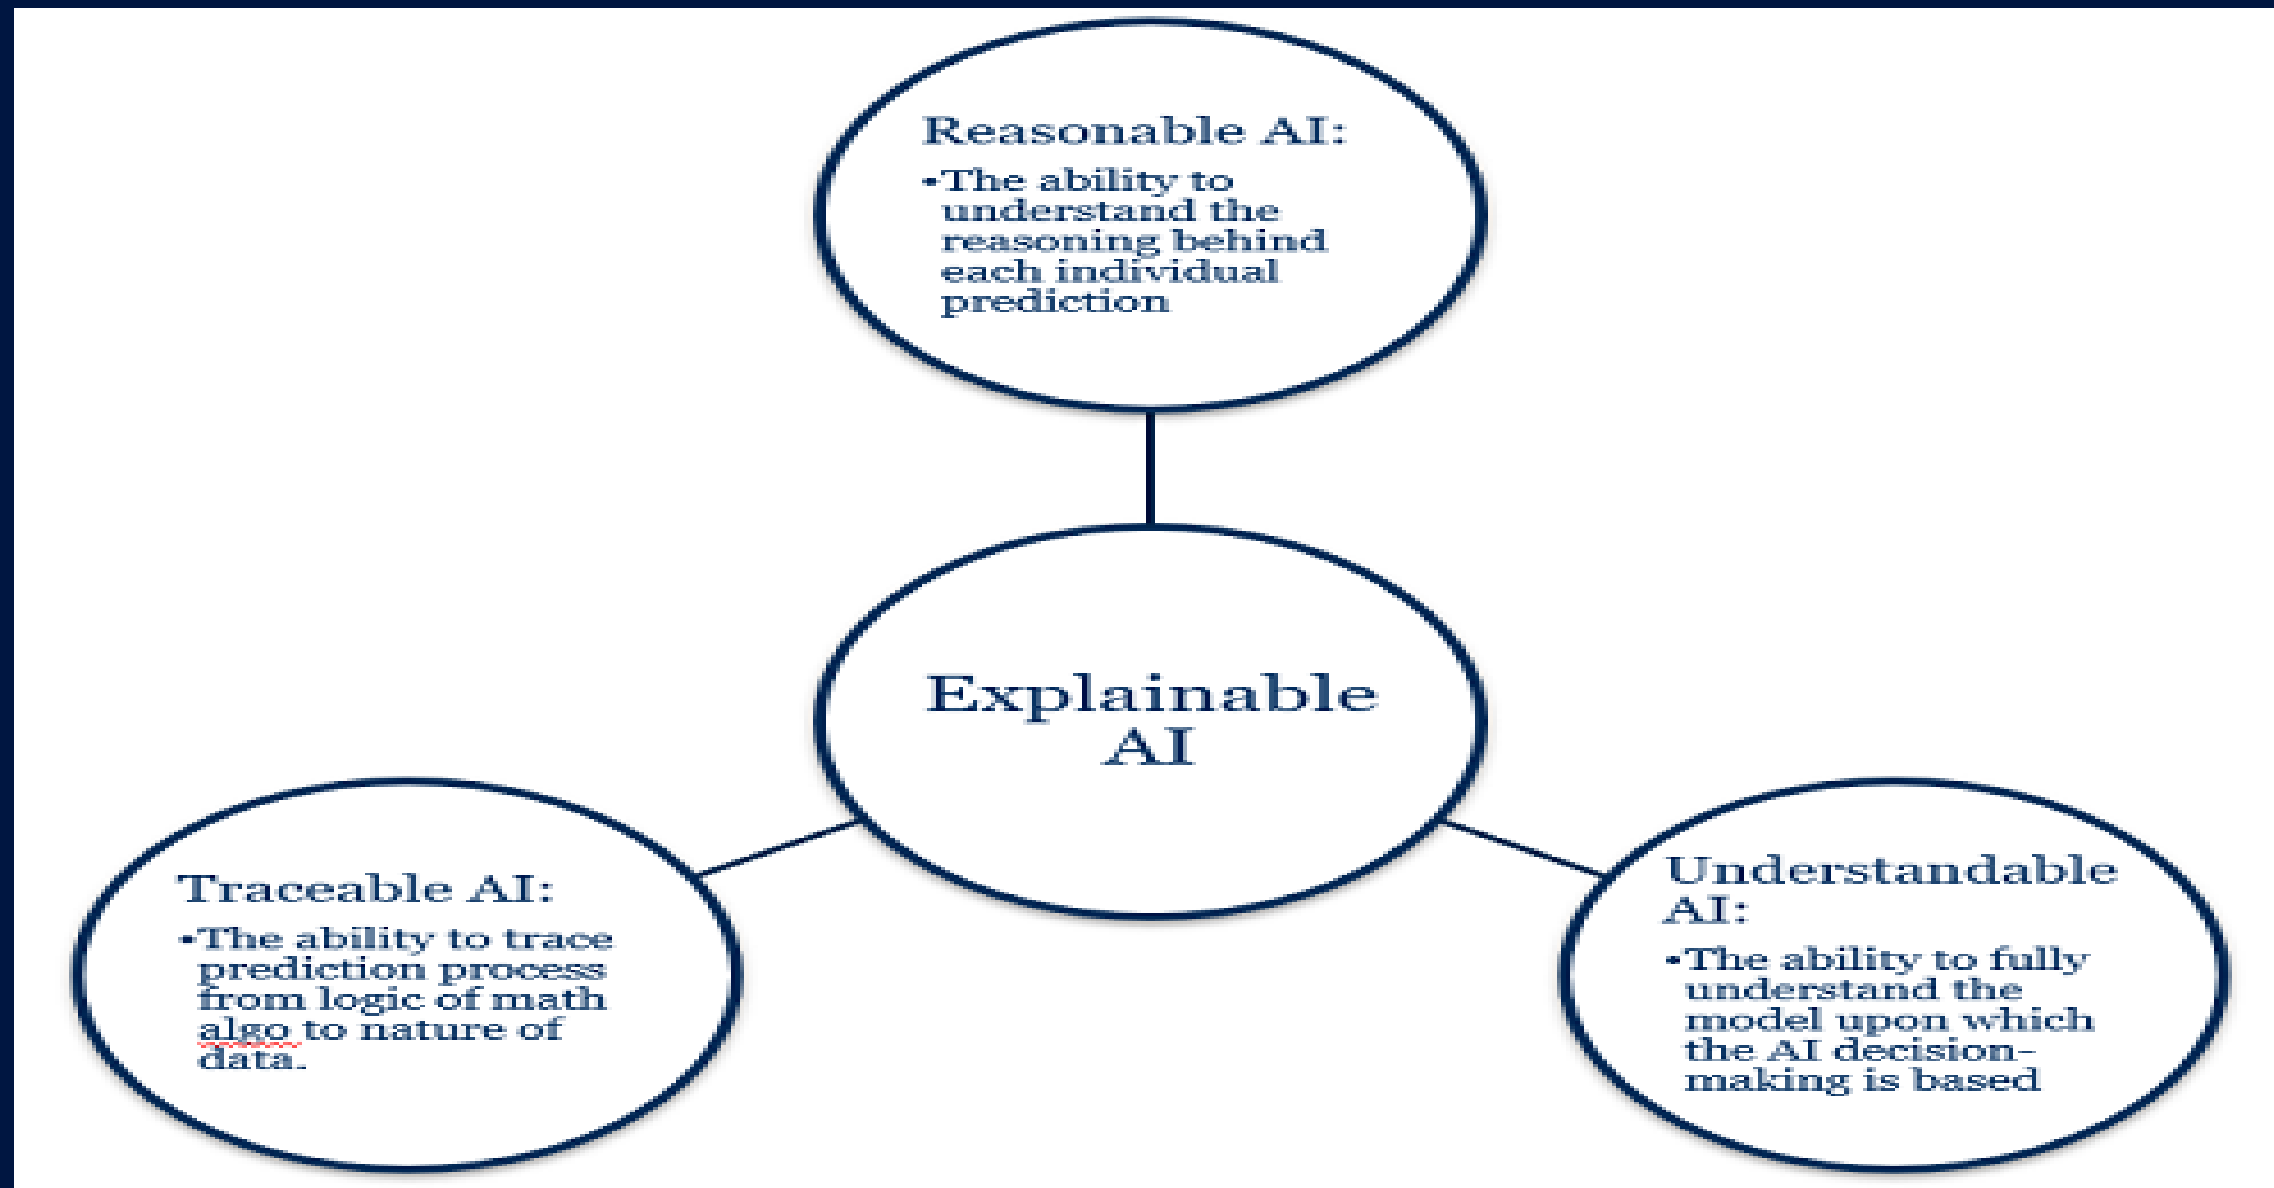 Reasonable AI:
•The ability to
understand the
reasoning behind
each individual
prediction
Explainable
AI
Traceable AI:
•The ability to trace
prediction process
from logic of math
algo to nature of
data.
Understandable
AI:
•The ability to fully
understand the
model upon which
the AI decision-
making is based